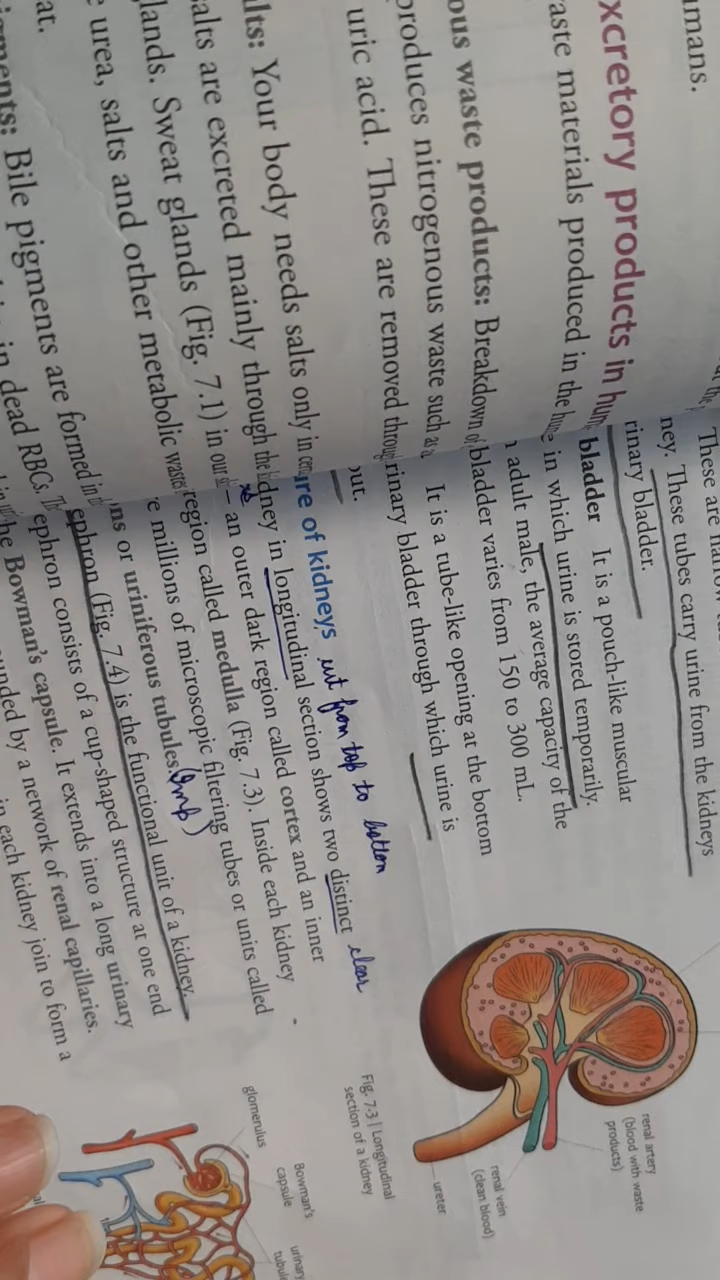 umans.
xcretory products in hum
aste materials produced in the
ous waste products: Breakdown of
produces nitrogenous waste such as
uric acid. These are removed
lts: Your body needs salts only in
alts are excreted mainly through the
lands. Sweat glands (Fig. 7.1) in our
e urea, salts and other metabolic waste
at.
ments: Bile pigments are formed in
in dead RBCs.
These are
ney. These tubes carry urine from the kidneys
rinary bladder.
bladder It is a pouch-like muscular
in which urine is stored temporarily.
adult male, the average capacity of the
bladder varies from 150 to 300 mL.
It is a tube-like opening at the bottom
rinary bladder through which urine is
out.
ure of kidneys cut from top to bottom
dney in longitudinal section shows two distinct clear
– an outer dark region called cortex and an inner
region called medulla (Fig. 7.3). Inside each kidney
e millions of microscopic filtering tubes or units called
ns or uriniferous tubules (Imp)
ephron (Fig. 7.4) is the functional unit of a kidney.
ephron consists of a cup-shaped structure at one end
he Bowman's capsule. It extends into a long urinary
unded by a network of renal capillaries.
in each kidney join to form a
renal artery
(blood with waste
products)
renal vein
(clean blood)
ureter
Fig. 7.3 | Longitudinal
section of a kidney
glomerulus
Bowman's
capsule
urinary
tubule